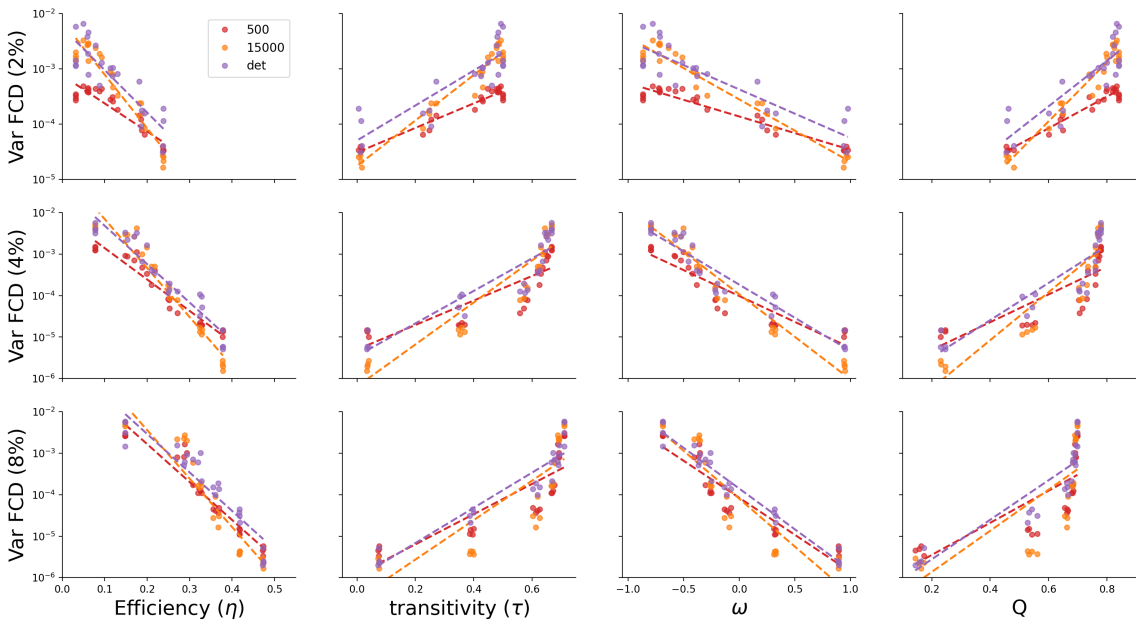 10⁻²
10⁻³
10⁻⁴
10⁻⁵
Var FCD (2%)
500
15000
det
10⁻²
10⁻³
10⁻⁴
10⁻⁵
10⁻⁶
Var FCD (4%)
10⁻²
10⁻³
10⁻⁴
10⁻⁵
10⁻⁶
Var FCD (8%)
0.0 0.1 0.2 0.3 0.4 0.5
Efficiency (η)
0.0 0.2 0.4 0.6
transitivity (τ)
−1.0 −0.5 0.0 0.5 1.0
ω
0.2 0.4 0.6 0.8
Q